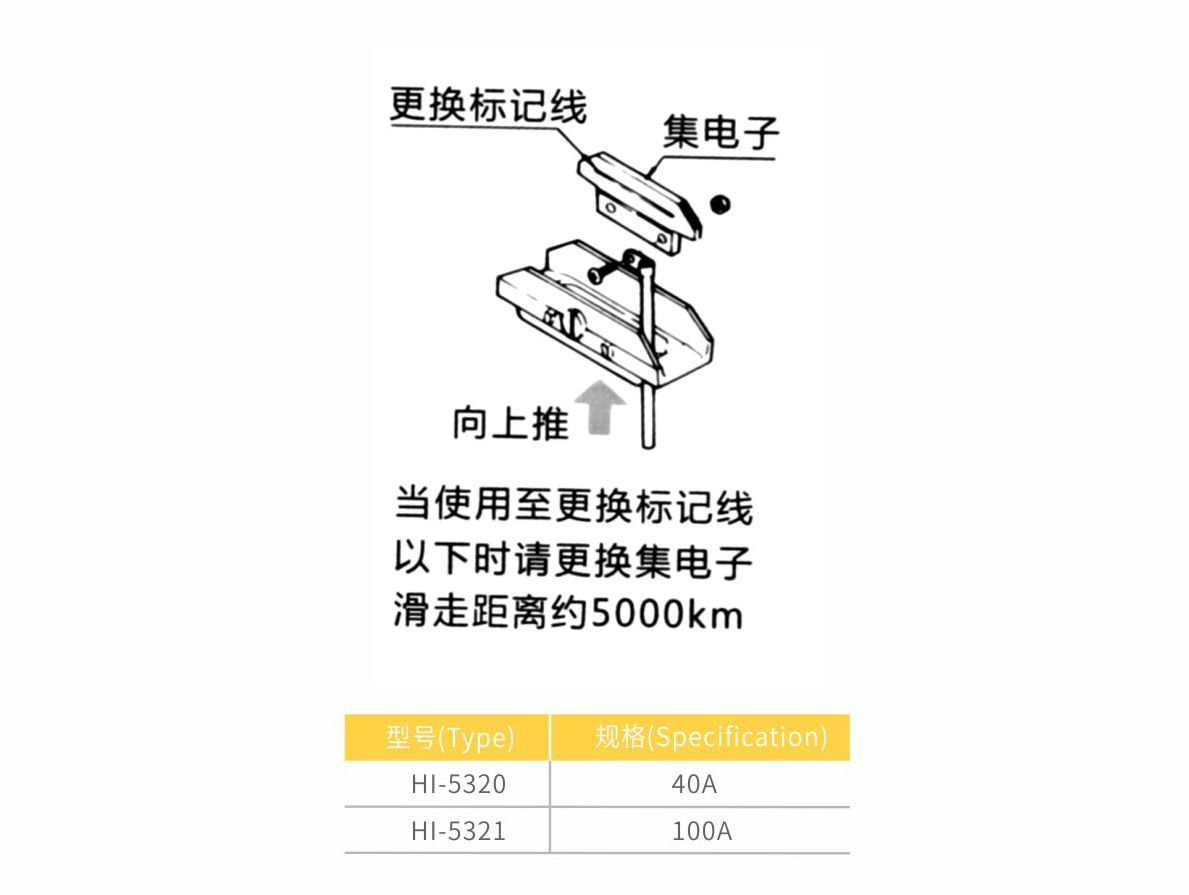 更换标记线
集电子
向上推
当使用至更换标记线
以下时请更换集电子
滑走距离约5000km
型号(Type) 规格(Specification)
HI-5320 40A
HI-5321 100A